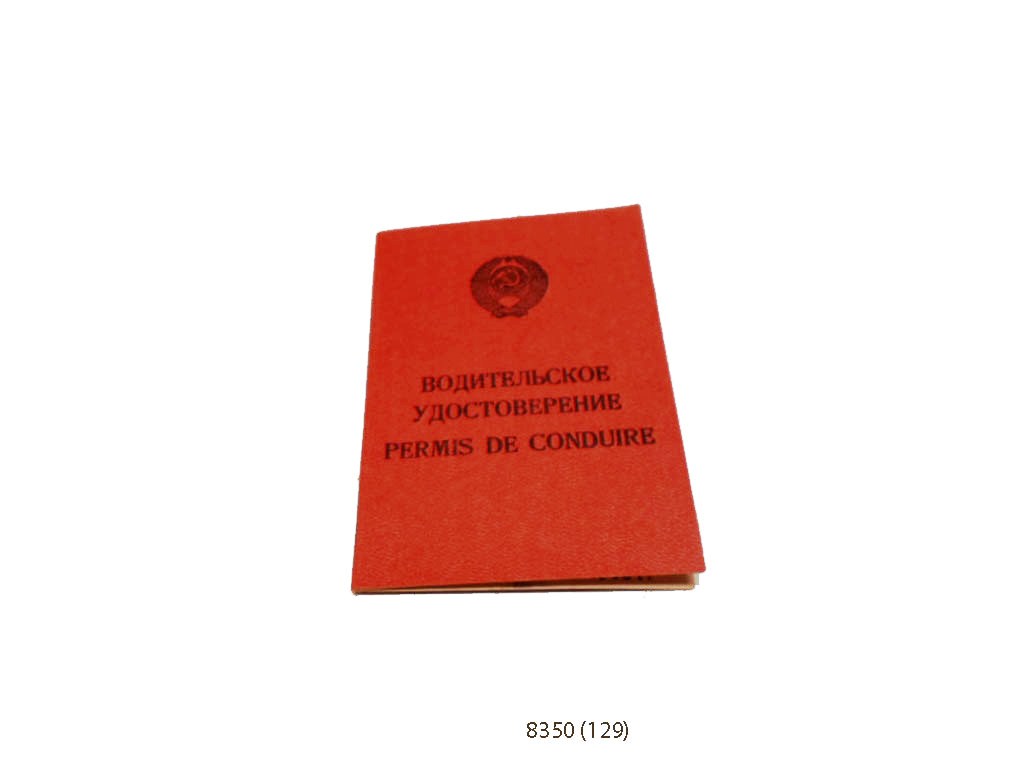 ВОДИТЕЛЬСКОЕ
УДОСТОВЕРЕНИЕ
PERMIS DE CONDUIRE
8350 (129)